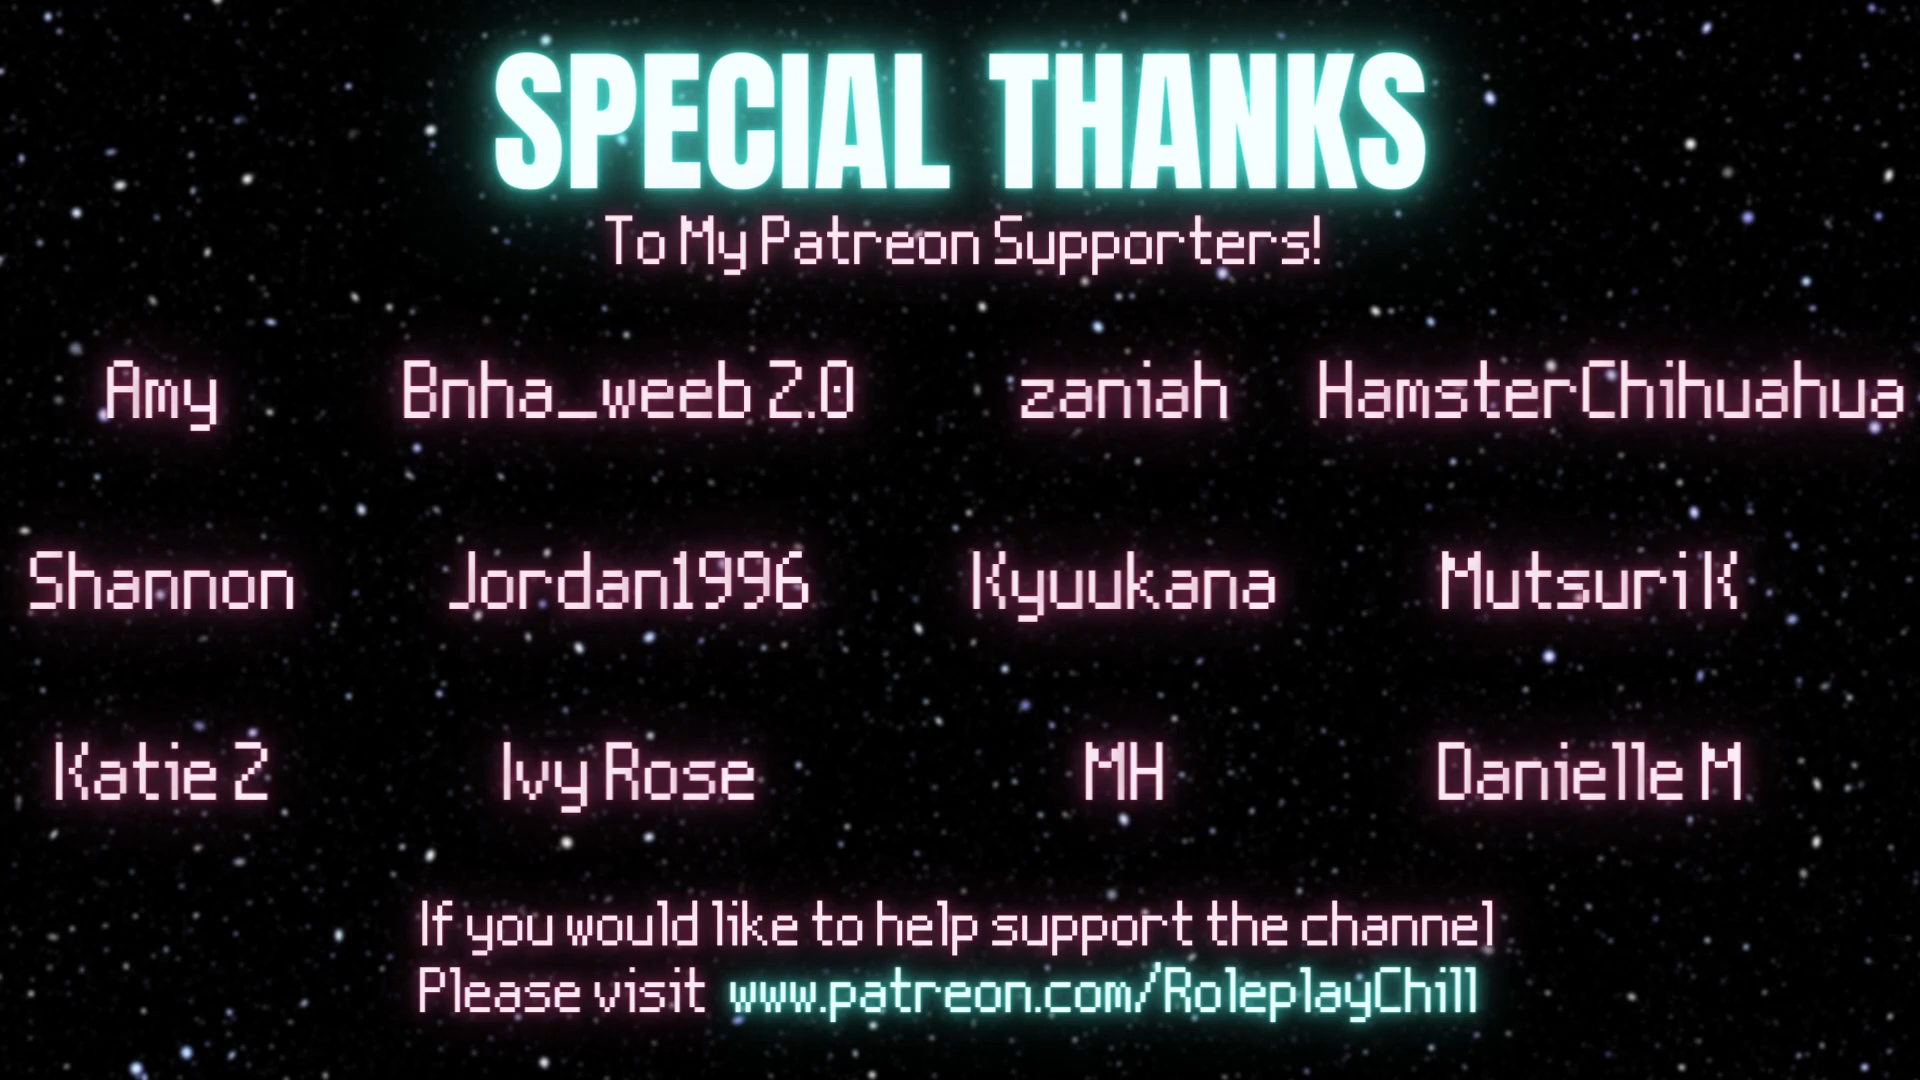 SPECIAL THANKS
To My Patreon Supporters!
Amy Bnha_weeb 2.0 zaniah HamsterChihuahua
Shannon Jordan1996 Kyuukana Mutsuri K
Katie Z Ivy Rose MH Danielle M
If you would like to help support the channel
Please visit www.patreon.com/RoleplayChill